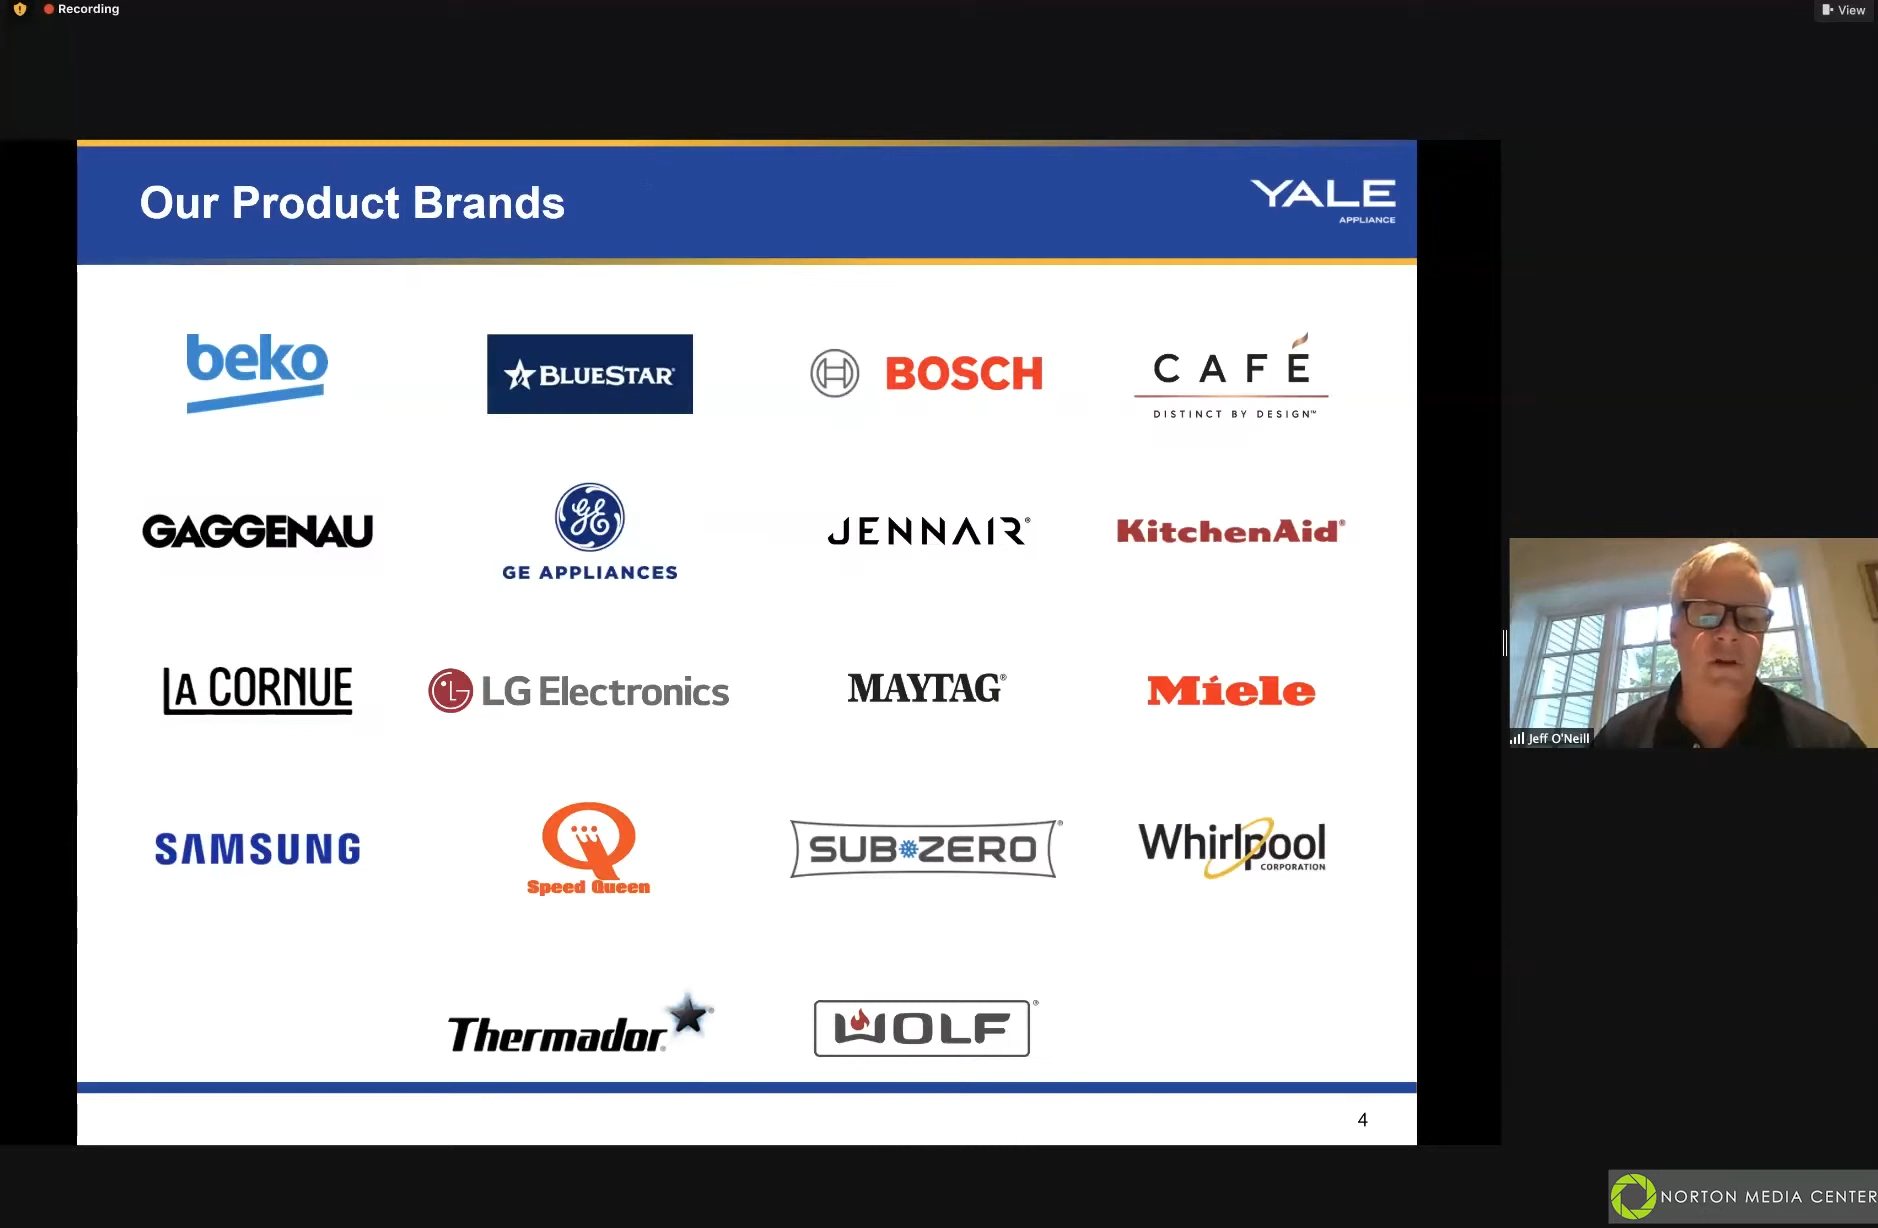 Recording
View
Our Product Brands
YALE
APPLIANCE
beko
BLUESTAR®
BOSCH
CAFÉ
DISTINCT BY DESIGN™
GAGGENAU
GE
GE APPLIANCES
JENNAIR®
KitchenAid®
LA CORNUE
LG Electronics
MAYTAG®
Miele
SAMSUNG
Speed Queen
SUB ZERO®
Whirlpool
CORPORATION
Thermador®
WOLF®
Jeff O'Neill
4
NORTON MEDIA CENTER